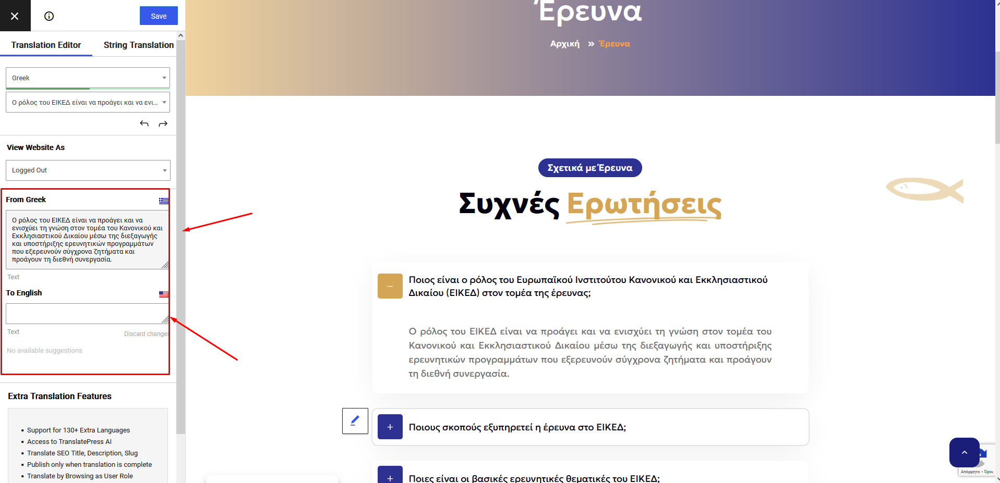 Save
Translation Editor
String Translation
Greek
Ο ρόλος του ΕΙΚΕΔ είναι να προάγει και να ενι...
View Website As
Logged Out
From Greek
Ο ρόλος του ΕΙΚΕΔ είναι να προάγει και να
ενισχύει τη γνώση στον τομέα του Κανονικού και
Εκκλησιαστικού Δικαίου μέσω της διεξαγωγής
και υποστήριξης ερευνητικών προγραμμάτων
που εξερευνούν σύγχρονα ζητήματα και
προάγουν τη διεθνή συνεργασία.
Text
To English
Text
Discard changes
No available suggestions
Extra Translation Features
• Support for 130+ Extra Languages
• Access to TranslatePress AI
• Translate SEO Title, Description, Slug
• Publish only when translation is complete
• Translate by Browsing as User Role
Έρευνα
Αρχική » Έρευνα
Σχετικά με Έρευνα
Συχνές Ερωτήσεις
Ποιος είναι ο ρόλος του Ευρωπαϊκού Ινστιτούτου Κανονικού και Εκκλησιαστικού
Δικαίου (ΕΙΚΕΔ) στον τομέα της έρευνας;
Ο ρόλος του ΕΙΚΕΔ είναι να προάγει και να ενισχύει τη γνώση στον τομέα του
Κανονικού και Εκκλησιαστικού Δικαίου μέσω της διεξαγωγής και υποστήριξης
ερευνητικών προγραμμάτων που εξερευνούν σύγχρονα ζητήματα και προάγουν
τη διεθνή συνεργασία.
Ποιους σκοπούς εξυπηρετεί η έρευνα στο ΕΙΚΕΔ;
Ποιες είναι οι βασικές ερευνητικές θεματικές του ΕΙΚΕΔ;
Απόρρητο - Όροι